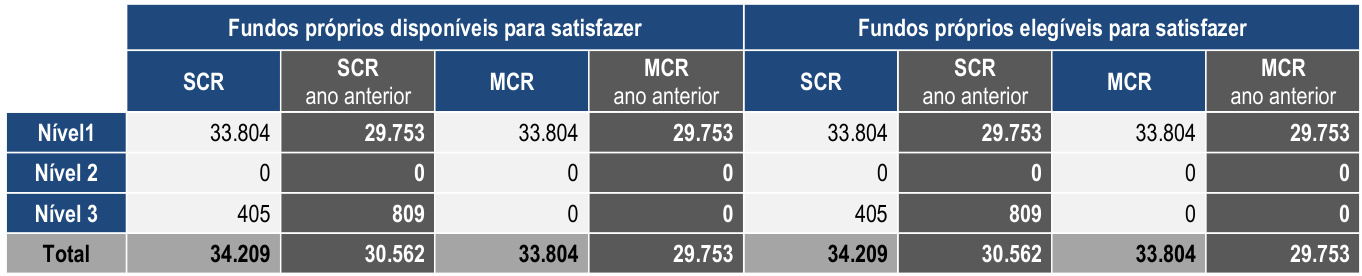 Fundos próprios disponíveis para satisfazer Fundos próprios elegíveis para satisfazer
SCR SCR ano anterior MCR MCR ano anterior SCR SCR ano anterior MCR MCR ano anterior
Nível1 33.804 29.753 33.804 29.753 33.804 29.753 33.804 29.753
Nível 2 0 0 0 0 0 0 0 0
Nível 3 405 809 0 0 405 809 0 0
Total 34.209 30.562 33.804 29.753 34.209 30.562 33.804 29.753